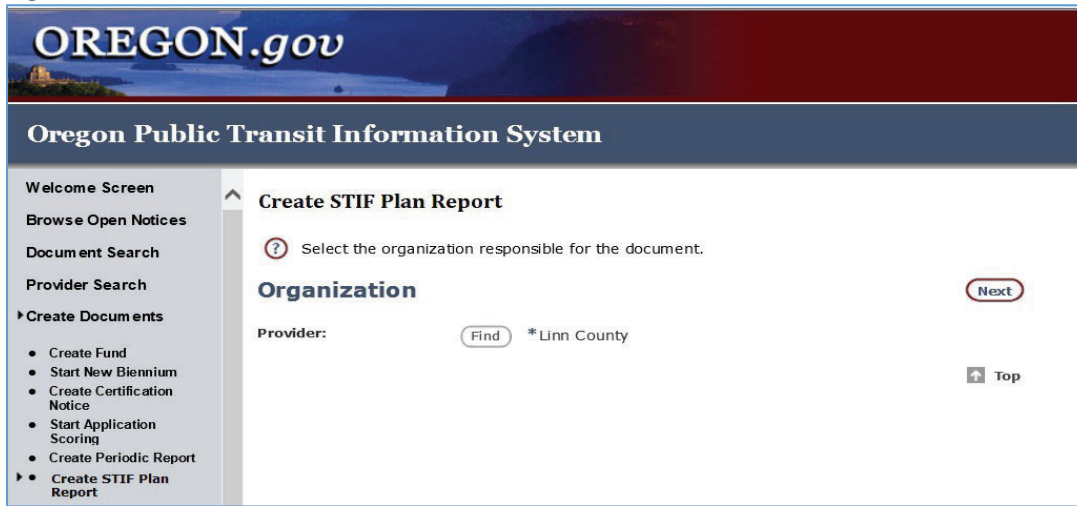 OREGON.gov
Oregon Public Transit Information System
Welcome Screen
Browse Open Notices
Document Search
Provider Search
Create Documents
Create Fund
Start New Biennium
Create Certification
Notice
Start Application
Scoring
Create Periodic Report
Create STIF Plan
Report
Create STIF Plan Report
? Select the organization responsible for the document.
Organization
Next
Provider: Find *Linn County
Top